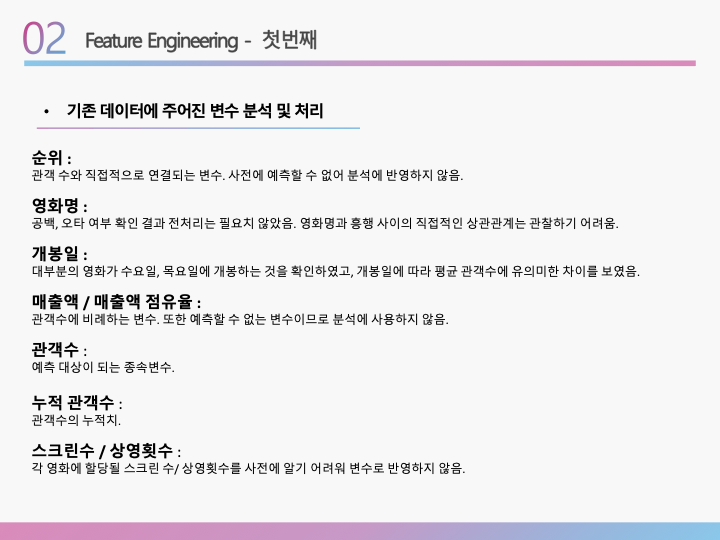 02 Feature Engineering - 첫번째
• 기존 데이터에 주어진 변수 분석 및 처리
순위 :
관객 수와 직접적으로 연결되는 변수. 사전에 예측할 수 없어 분석에 반영하지 않음.
영화명 :
공백, 오타 여부 확인 결과 전처리는 필요치 않았음. 영화명과 흥행 사이의 직접적인 상관관계는 관찰하기 어려움.
개봉일 :
대부분의 영화가 수요일, 목요일에 개봉하는 것을 확인하였고, 개봉일에 따라 평균 관객수에 유의미한 차이를 보였음.
매출액 / 매출액 점유율 :
관객수에 비례하는 변수. 또한 예측할 수 없는 변수이므로 분석에 사용하지 않음.
관객수 :
예측 대상이 되는 종속변수.
누적 관객수 :
관객수의 누적치.
스크린수 / 상영횟수 :
각 영화에 할당될 스크린 수/ 상영횟수를 사전에 알기 어려워 변수로 반영하지 않음.